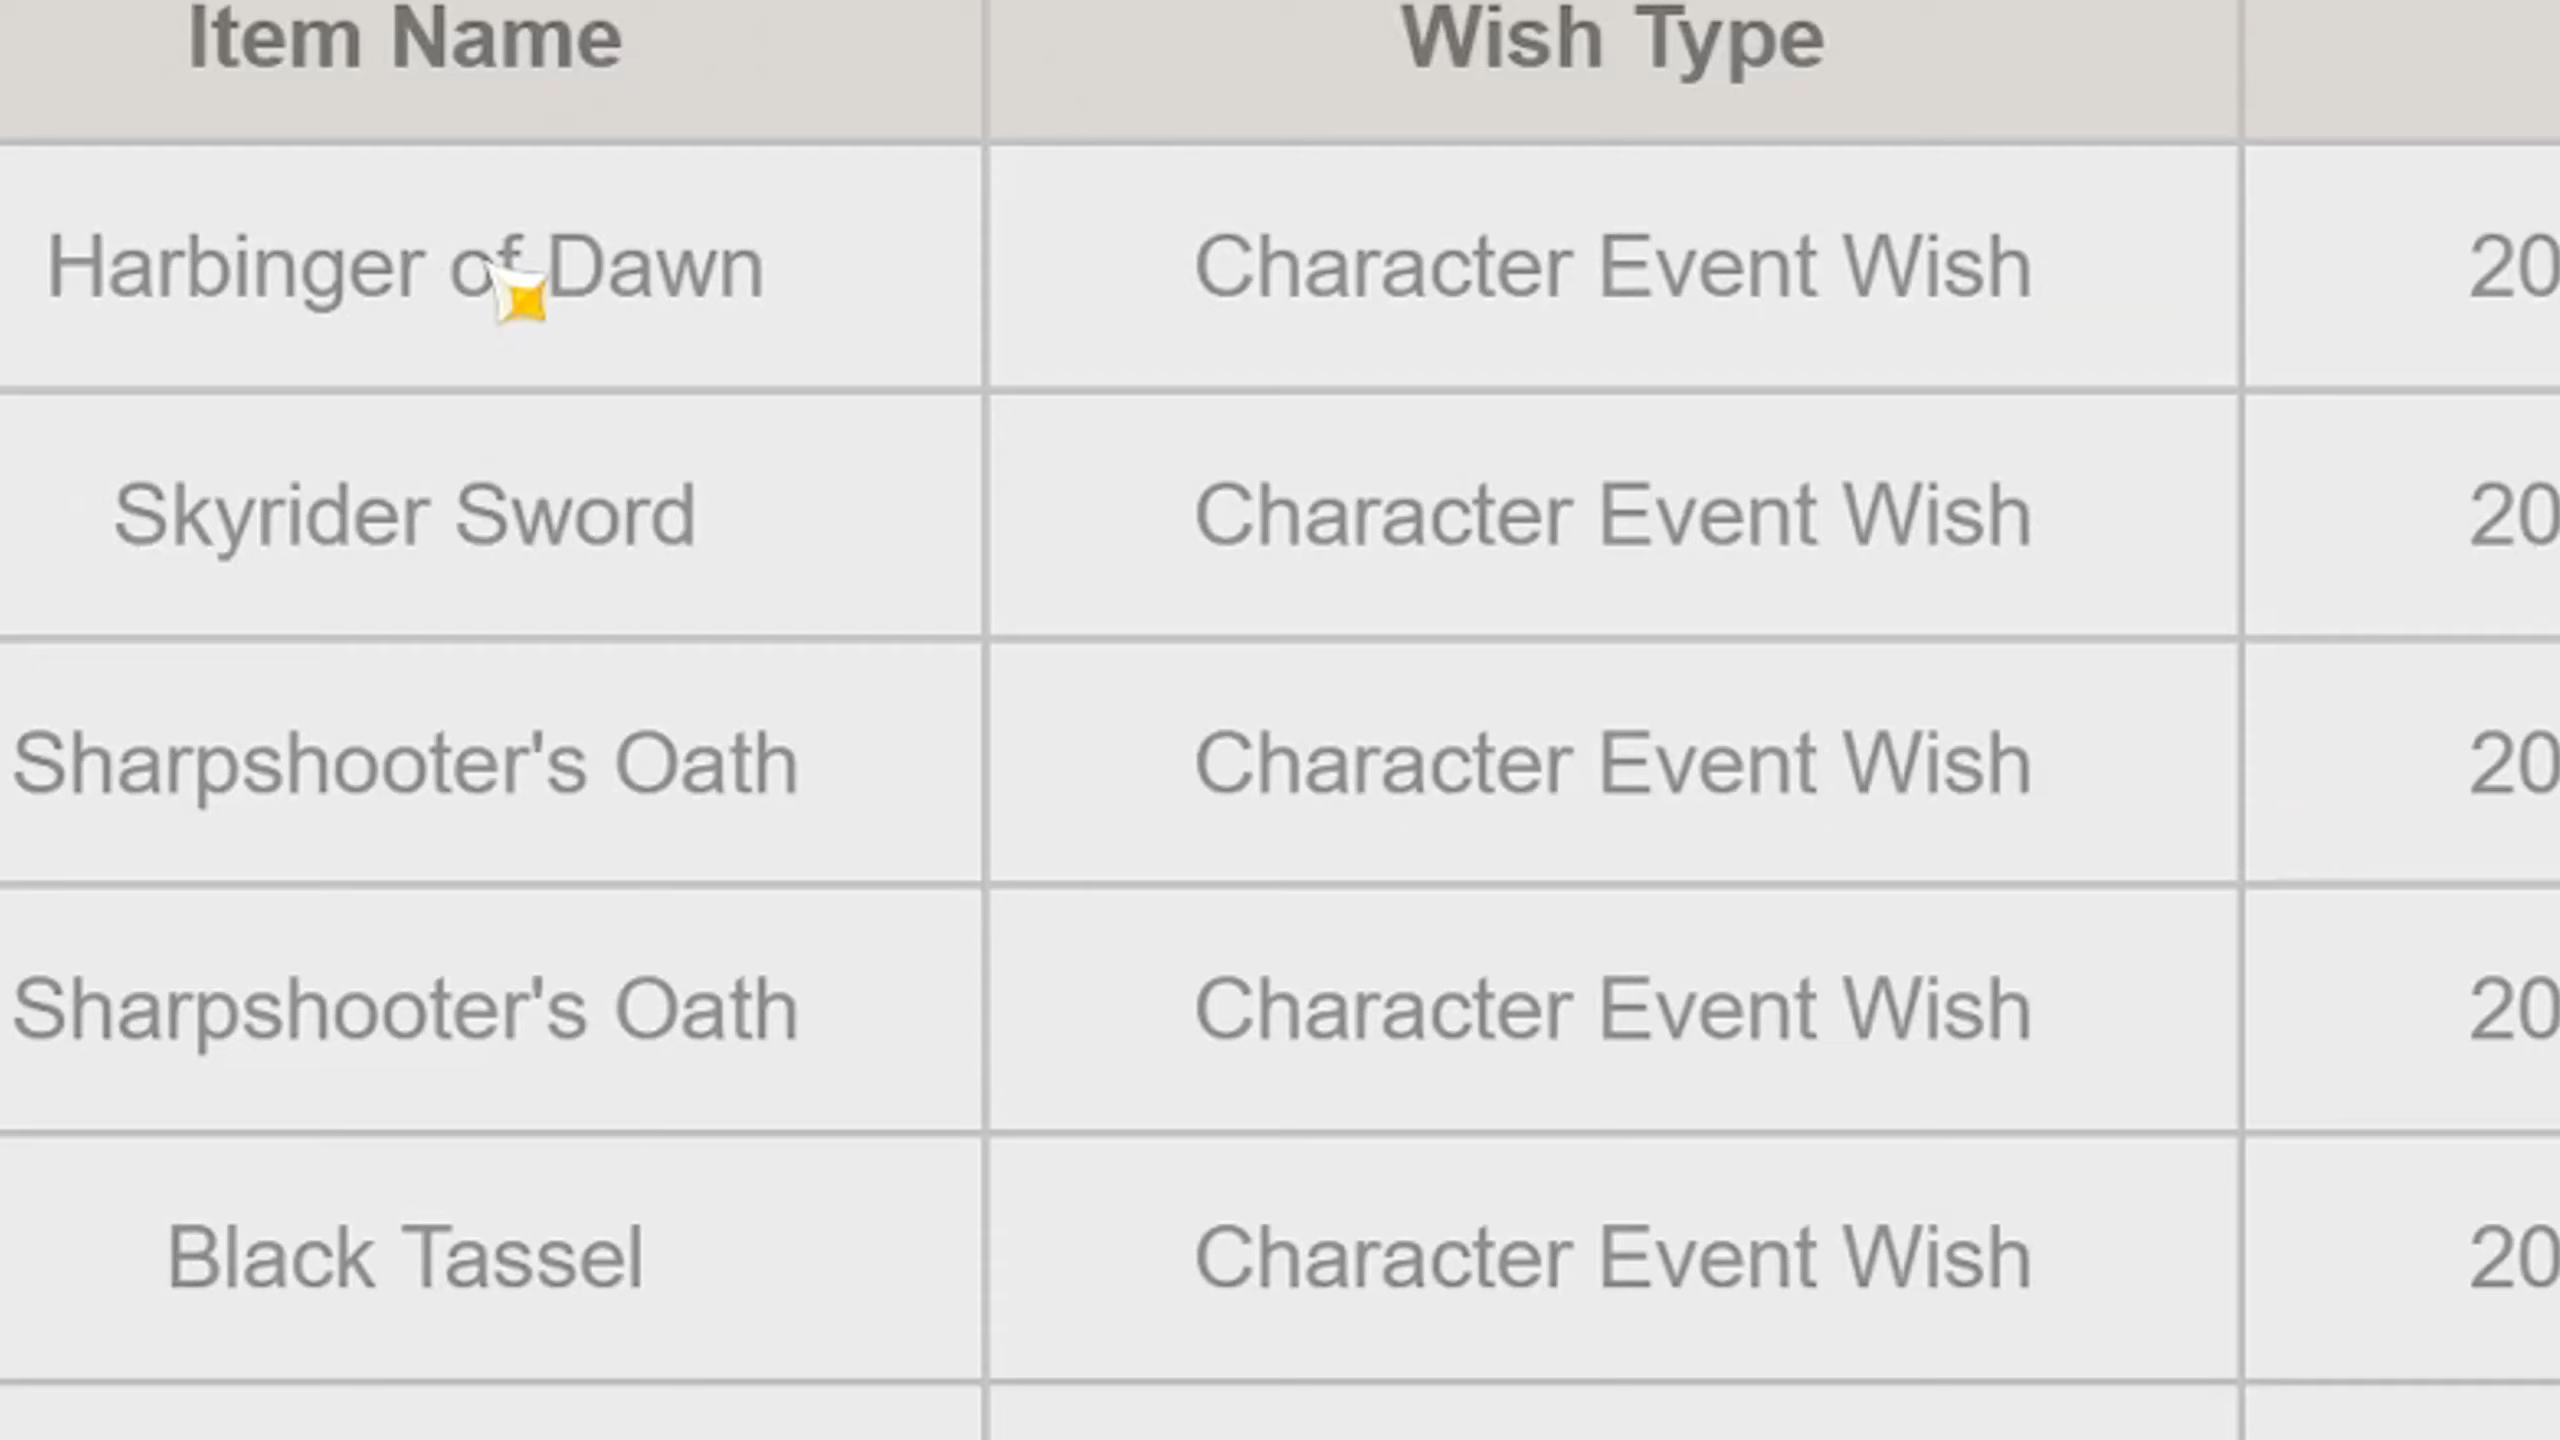 Item Name Wish Type
Harbinger of Dawn Character Event Wish 20
Skyrider Sword Character Event Wish 20
Sharpshooter's Oath Character Event Wish 20
Sharpshooter's Oath Character Event Wish 20
Black Tassel Character Event Wish 20